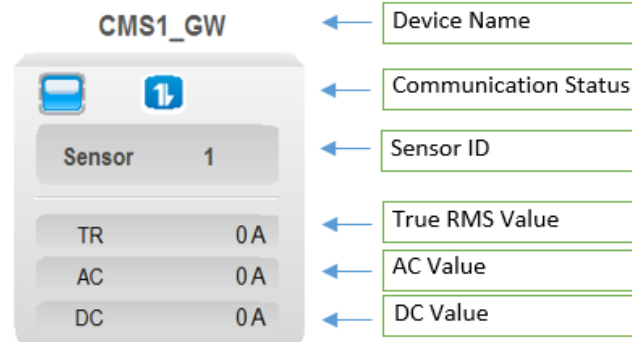 CMS1_GW Device Name
Communication Status
Sensor 1 Sensor ID
TR 0 A True RMS Value
AC 0 A AC Value
DC 0 A DC Value